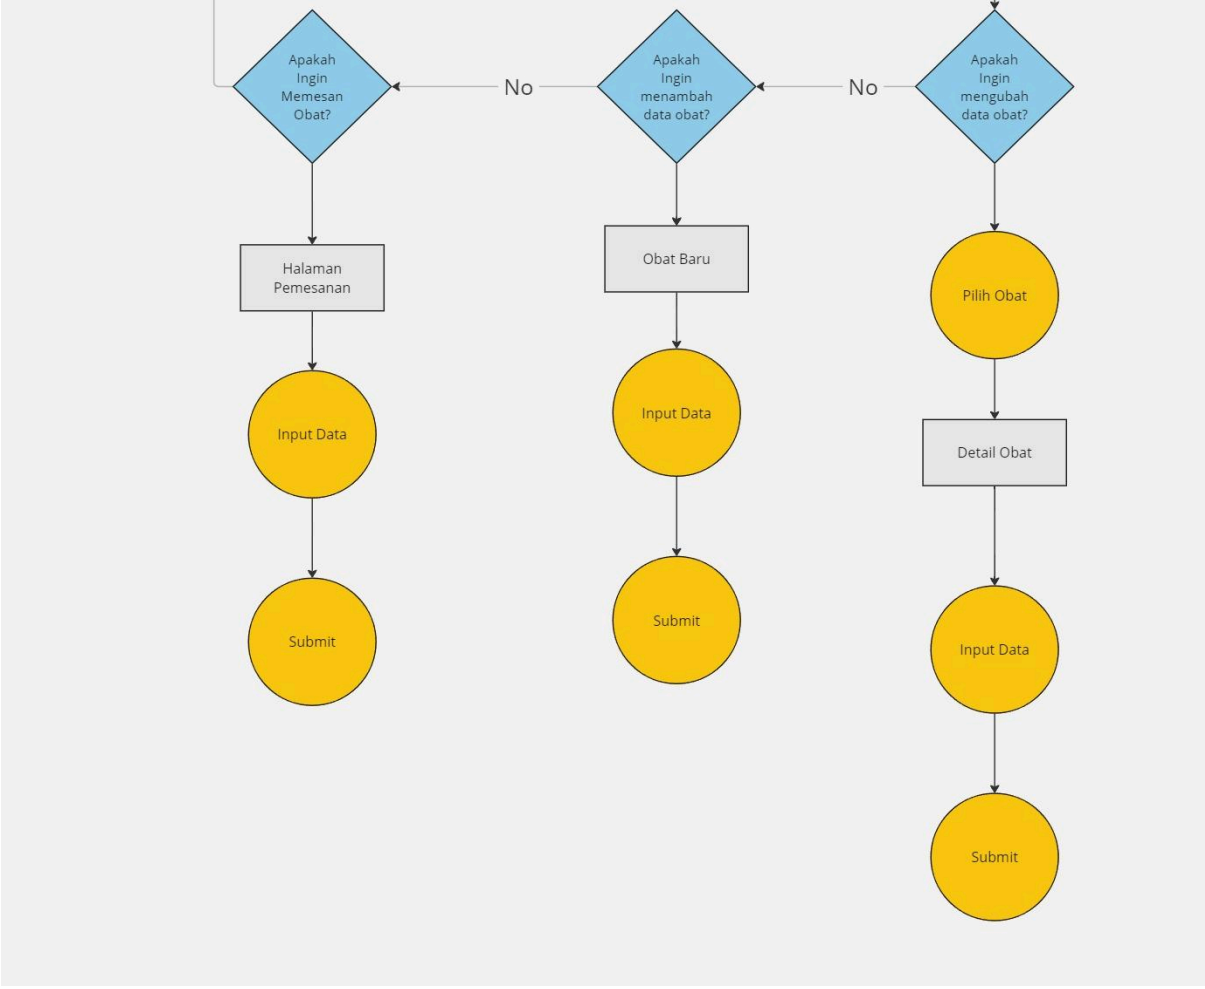 Apakah
Ingin
Memesan
Obat?
No
Apakah
Ingin
menambah
data obat?
No
Apakah
Ingin
mengubah
data obat?
Halaman
Pemesanan
Input Data
Submit
Obat Baru
Input Data
Submit
Pilih Obat
Detail Obat
Input Data
Submit